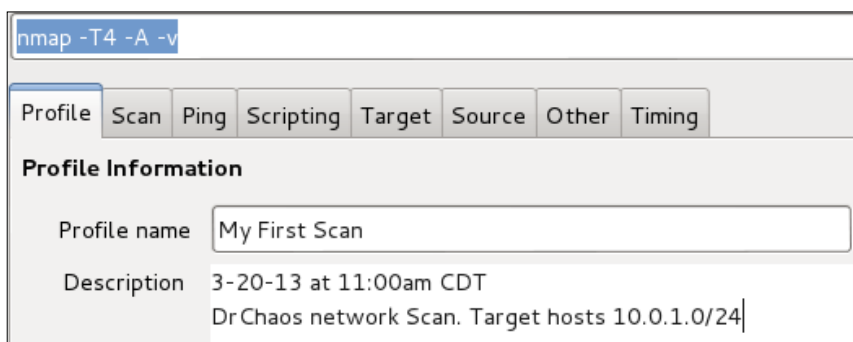 nmap -T4 -A -v
Profile Scan Ping Scripting Target Source Other Timing
Profile Information
Profile name My First Scan
Description 3-20-13 at 11:00am CDT
DrChaos network Scan. Target hosts 10.0.1.0/24